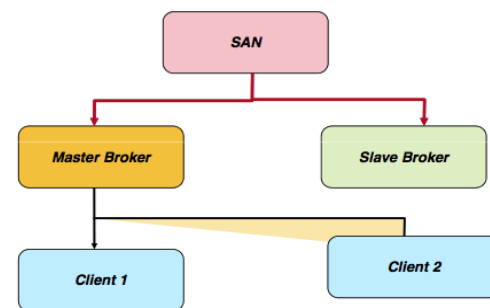 SAN
Master Broker
Slave Broker
Client 1
Client 2